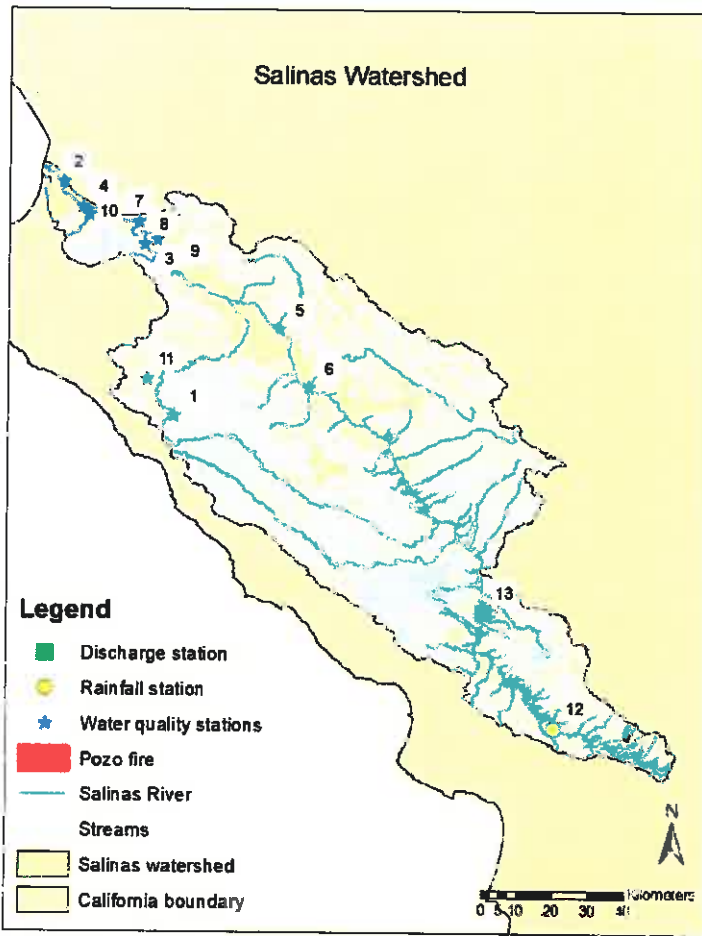 Salinas Watershed
2
4
7
10
8
3
9
5
11
6
1
13
12
Legend
Discharge station
Rainfall station
Water quality stations
Pozo fire
Salinas River
Streams
Salinas watershed
California boundary
N
Kilometers
0 5 10 20 30